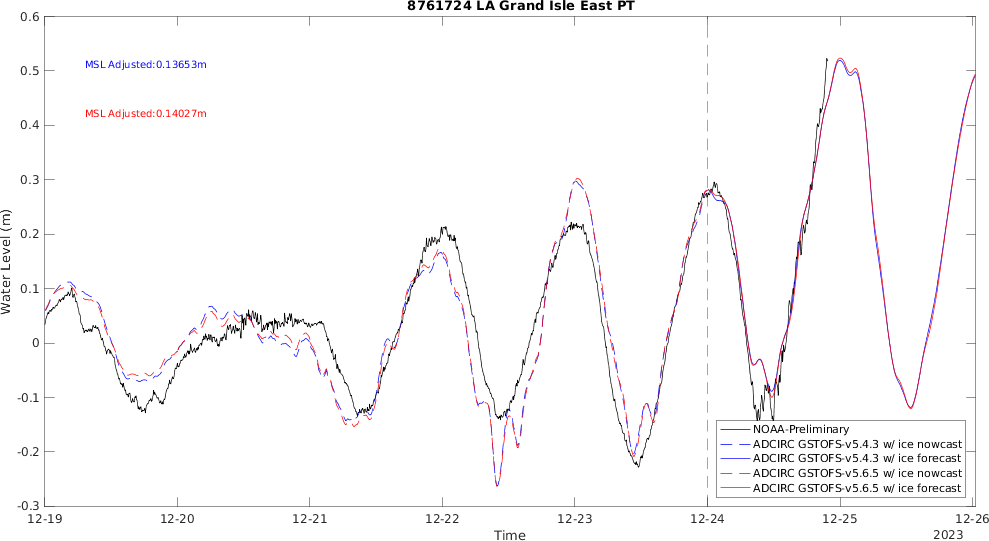 8761724 LA Grand Isle East PT
0.6
0.5
0.4
0.3
0.2
0.1
0
-0.1
-0.2
-0.3
Water Level (m)
MSL Adjusted:0.13653m
MSL Adjusted:0.14027m
NOAA-Preliminary
ADCIRC GSTOFS-v5.4.3 w/ ice nowcast
ADCIRC GSTOFS-v5.4.3 w/ ice forecast
ADCIRC GSTOFS-v5.6.5 w/ ice nowcast
ADCIRC GSTOFS-v5.6.5 w/ ice forecast
12-19 12-20 12-21 12-22 12-23 12-24 12-25 12-26
Time
2023